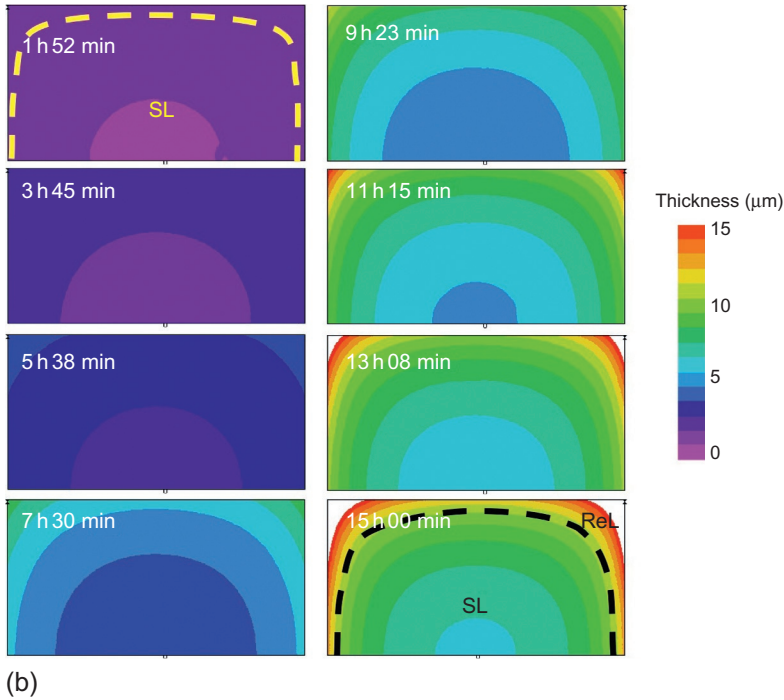 1 h 52 min
SL
3 h 45 min
5 h 38 min
7 h 30 min
9 h 23 min
11 h 15 min
13 h 08 min
15 h 00 min
ReL
SL
Thickness (μm)
15
10
5
0
(b)